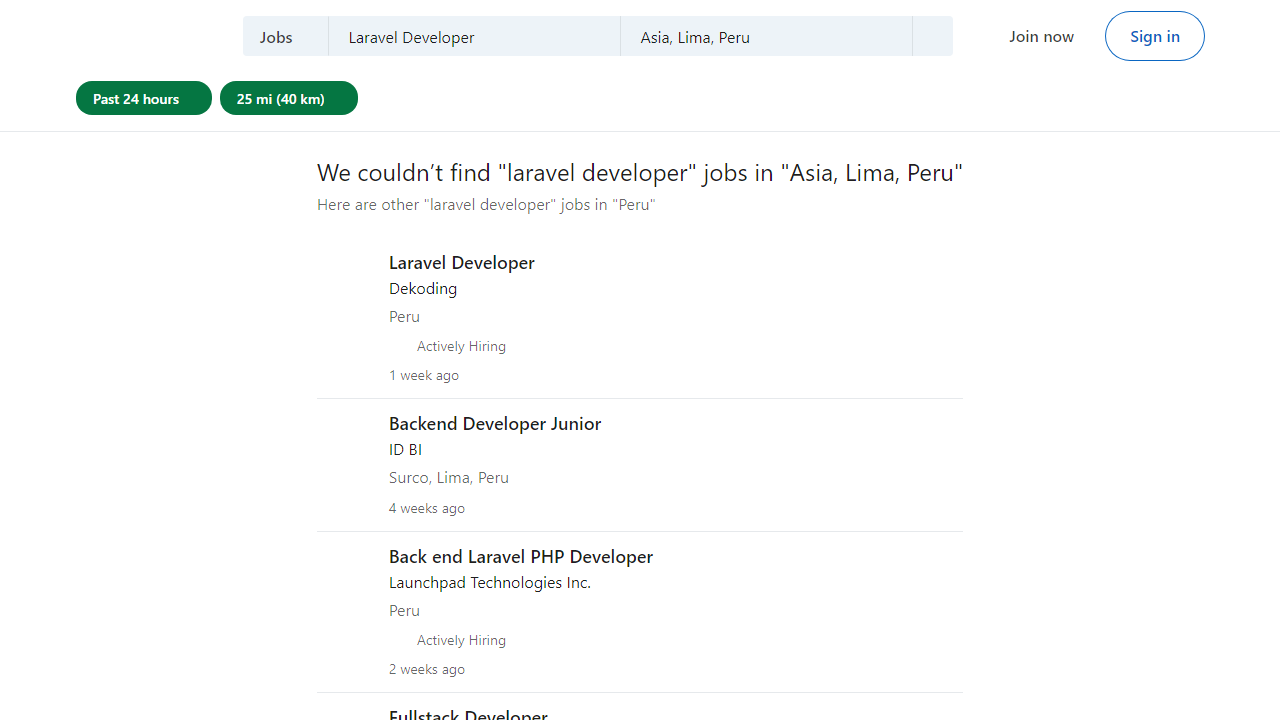 Jobs
Laravel Developer
Asia, Lima, Peru
Join now
Sign in
Past 24 hours
25 mi (40 km)
We couldn’t find "laravel developer" jobs in "Asia, Lima, Peru"
Here are other "laravel developer" jobs in "Peru"
Laravel Developer
Dekoding
Peru
Actively Hiring
1 week ago
Backend Developer Junior
ID BI
Surco, Lima, Peru
4 weeks ago
Back end Laravel PHP Developer
Launchpad Technologies Inc.
Peru
Actively Hiring
2 weeks ago
Fullstack Developer